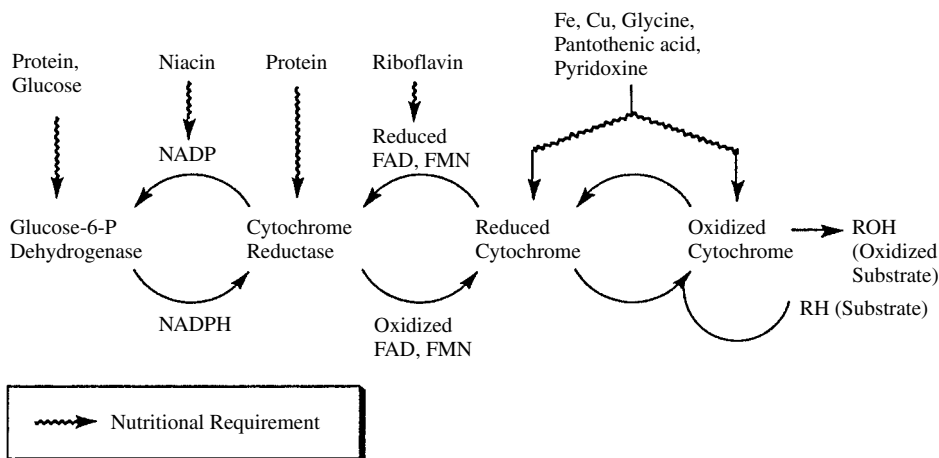 Fe, Cu, Glycine,
Pantothenic acid,
Pyridoxine
Protein,
Glucose
Niacin
Protein
Riboflavin
NADP
Reduced
FAD, FMN
Glucose-6-P
Dehydrogenase
Cytochrome
Reductase
Reduced
Cytochrome
Oxidized
Cytochrome
ROH
(Oxidized
Substrate)
RH (Substrate)
NADPH
Oxidized
FAD, FMN
Nutritional Requirement